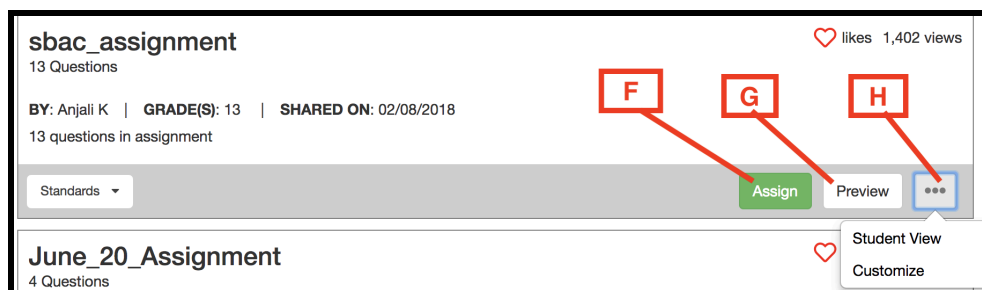 sbac_assignment
likes 1,402 views
13 Questions
F
G
H
BY: Anjali K | GRADE(S): 13 | SHARED ON: 02/08/2018
13 questions in assignment
Standards
Assign
Preview
•••
Student View
Customize
June_20_Assignment
4 Questions